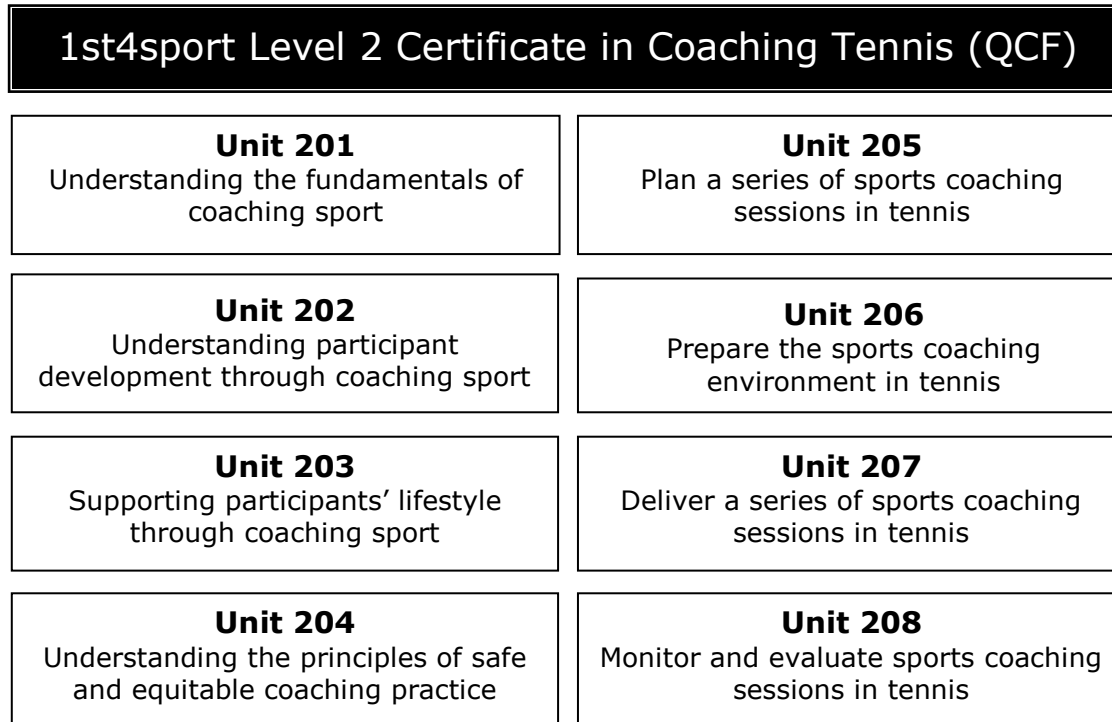 1st4sport Level 2 Certificate in Coaching Tennis (QCF)
Unit 201
Understanding the fundamentals of
coaching sport
Unit 202
Understanding participant
development through coaching sport
Unit 203
Supporting participants’ lifestyle
through coaching sport
Unit 204
Understanding the principles of safe
and equitable coaching practice
Unit 205
Plan a series of sports coaching
sessions in tennis
Unit 206
Prepare the sports coaching
environment in tennis
Unit 207
Deliver a series of sports coaching
sessions in tennis
Unit 208
Monitor and evaluate sports coaching
sessions in tennis